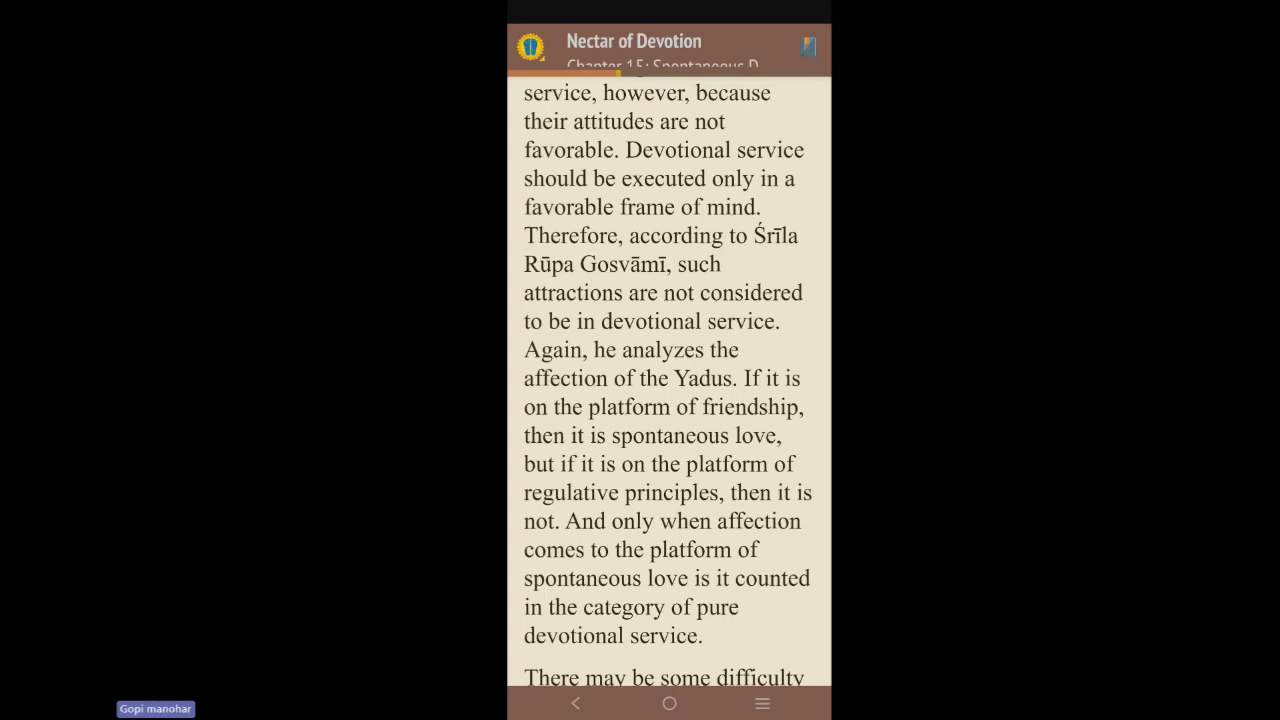 Nectar of Devotion
Chapter 15: Spontaneous D
service, however, because
their attitudes are not
favorable. Devotional service
should be executed only in a
favorable frame of mind.
Therefore, according to Śrīla
Rūpa Gosvāmī, such
attractions are not considered
to be in devotional service.
Again, he analyzes the
affection of the Yadus. If it is
on the platform of friendship,
then it is spontaneous love,
but if it is on the platform of
regulative principles, then it is
not. And only when affection
comes to the platform of
spontaneous love is it counted
in the category of pure
devotional service.
There may be some difficulty
Gopi manohar